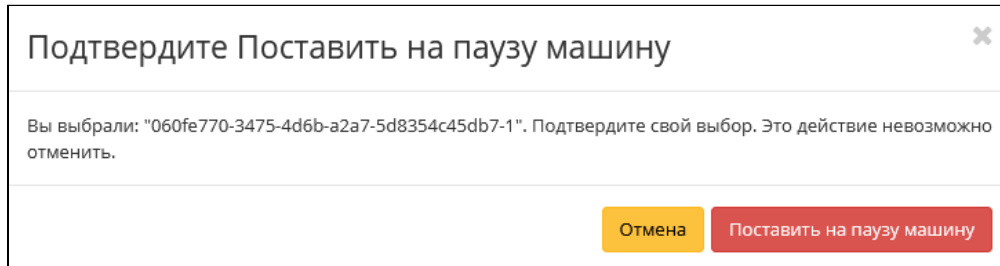 Подтвердите Поставить на паузу машину
Вы выбрали: "060fe770-3475-4d6b-a2a7-5d8354c45db7-1". Подтвердите свой выбор. Это действие невозможно
отменить.
Отмена
Поставить на паузу машину